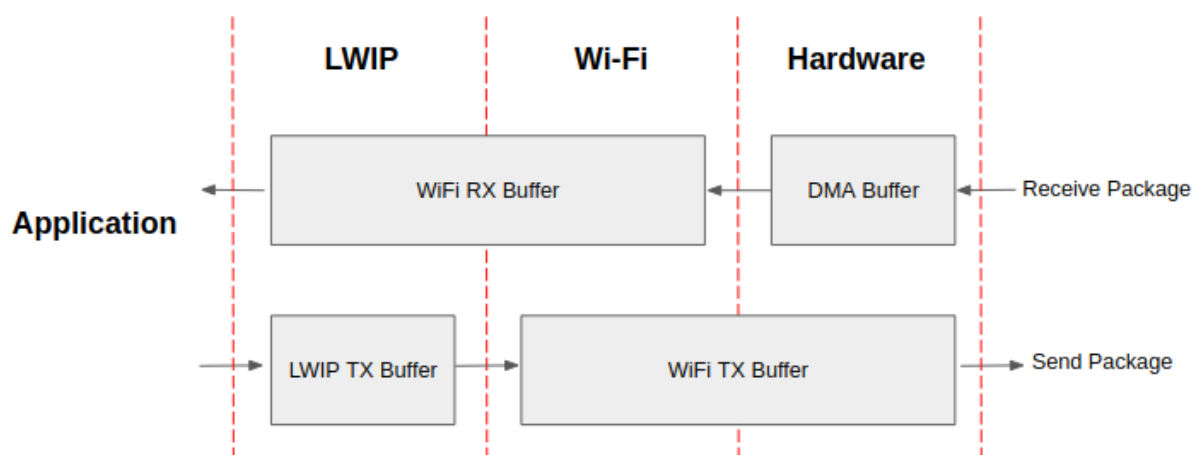 LWIP
Wi-Fi
Hardware
WiFi RX Buffer
DMA Buffer
Receive Package
Application
LWIP TX Buffer
WiFi TX Buffer
Send Package